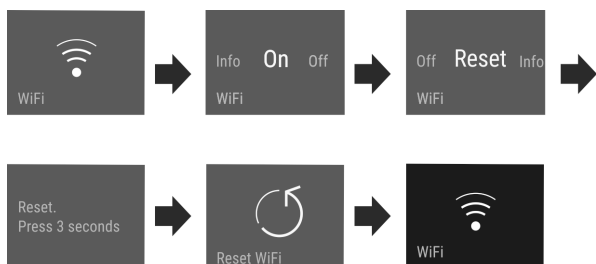 WiFi
Info On Off
WiFi
Off Reset Info
WiFi
Reset.
Press 3 seconds
Reset WiFi
WiFi